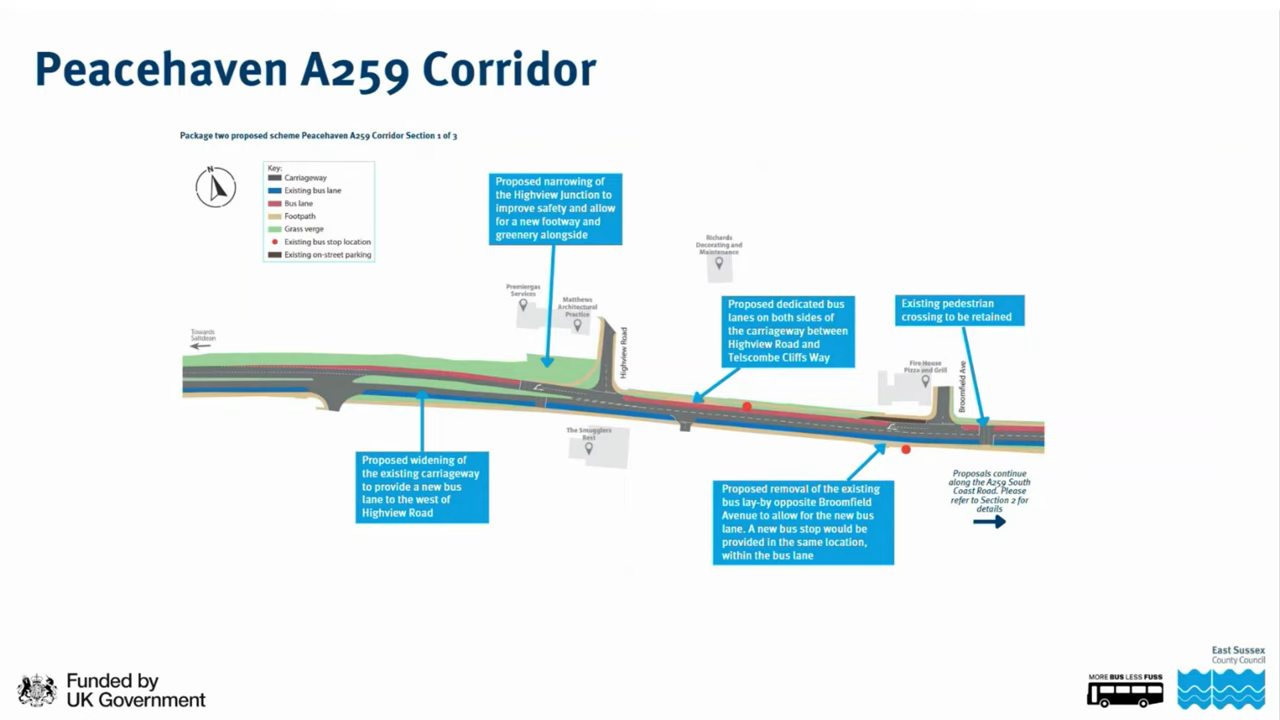 Peacehaven A259 Corridor
Package two proposed scheme Peacehaven A259 Corridor Section 1 of 3
N
Key:
Carriageway
Existing bus lane
Bus lane
Footpath
Grass verge
Existing bus stop location
Existing on-street parking
Proposed narrowing of
the Highview Junction to
improve safety and allow
for a new footway and
greenery alongside
Richards
Decorating and
Maintenance
Premiergas
Services
Matthews
Architectural
Practice
Highview Road
Proposed dedicated bus
lanes on both sides of
the carriageway between
Highview Road and
Telscombe Cliffs Way
Existing pedestrian
crossing to be retained
Towards
Saltdean
Fire House
Pizza and Grill
Broomfield Ave
The Smugglers
Rest
Proposed widening of
the existing carriageway
to provide a new bus
lane to the west of
Highview Road
Proposed removal of the existing
bus lay-by opposite Broomfield
Avenue to allow for the new bus
lane. A new bus stop would be
provided in the same location,
within the bus lane
Proposals continue
along the A259 South
Coast Road. Please
refer to Section 2 for
details
Funded by
UK Government
MORE BUS LESS FUSS
East Sussex
County Council